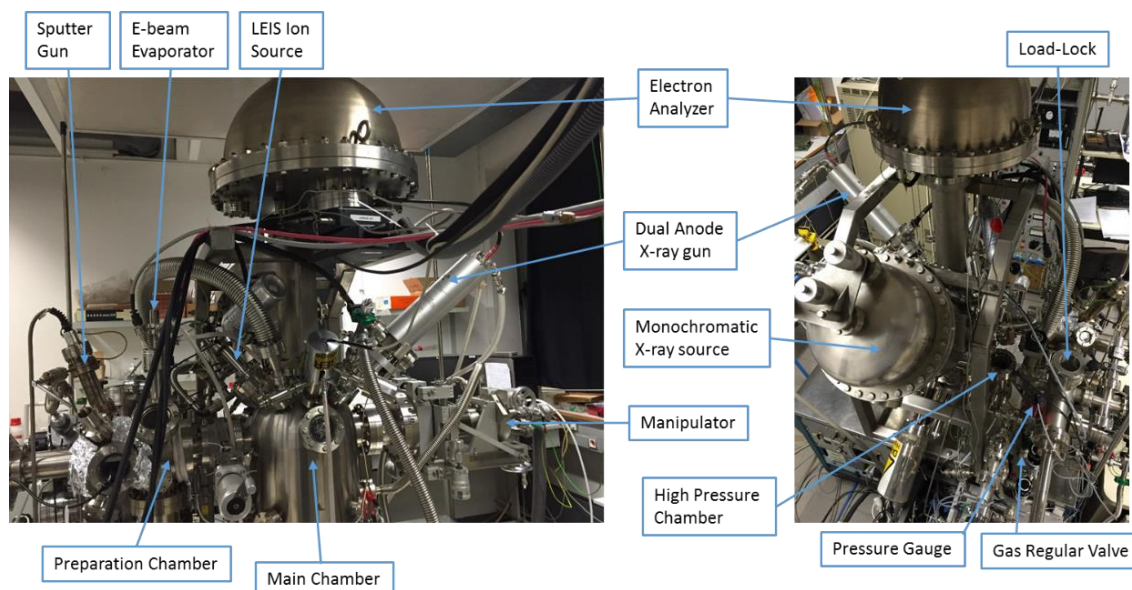 Sputter
Gun
E-beam
Evaporator
LEIS Ion
Source
Load-Lock
Electron
Analyzer
Dual Anode
X-ray gun
Monochromatic
X-ray source
Manipulator
High Pressure
Chamber
Preparation Chamber
Main Chamber
Pressure Gauge
Gas Regular Valve